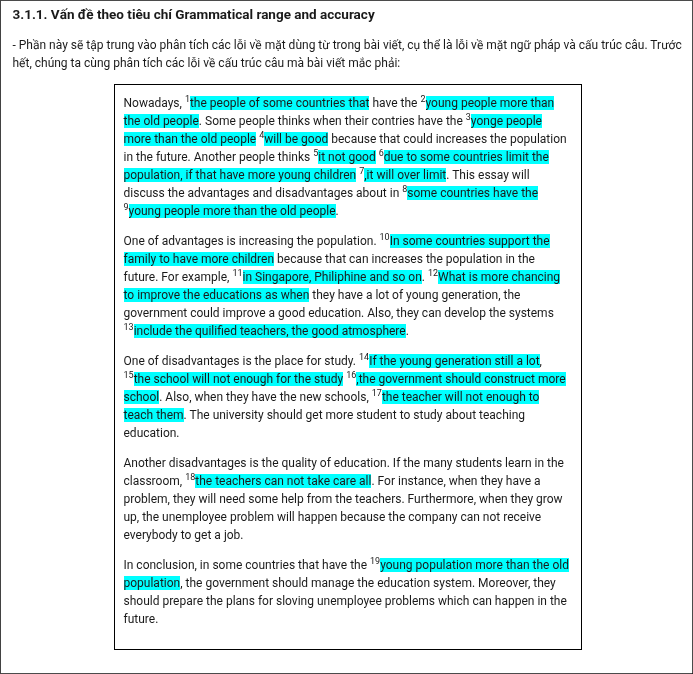 3.1.1. Vấn đề theo tiêu chí Grammatical range and accuracy
- Phần này sẽ tập trung vào phân tích các lỗi về mặt dùng từ trong bài viết, cụ thể là lỗi về mặt ngữ pháp và cấu trúc câu. Trước
hết, chúng ta cùng phân tích các lỗi về cấu trúc câu mà bài viết mắc phải:
Nowadays, 1the people of some countries that have the 2young people more than
the old people. Some people thinks when their contries have the 3yonge people
more than the old people 4will be good because that could increases the population
in the future. Another people thinks 5it not good 6due to some countries limit the
population, if that have more young children 7,it will over limit. This essay will
discuss the advantages and disadvantages about in 8some countries have the
9young people more than the old people.
One of advantages is increasing the population. 10In some countries support the
family to have more children because that can increases the population in the
future. For example, 11in Singapore, Philiphine and so on. 12What is more chancing
to improve the educations as when they have a lot of young generation, the
government could improve a good education. Also, they can develop the systems
13include the quilified teachers, the good atmosphere.
One of disadvantages is the place for study. 14If the young generation still a lot,
15the school will not enough for the study 16,the government should construct more
school. Also, when they have the new schools, 17the teacher will not enough to
teach them. The university should get more student to study about teaching
education.
Another disadvantages is the quality of education. If the many students learn in the
classroom, 18the teachers can not take care all. For instance, when they have a
problem, they will need some help from the teachers. Furthermore, when they grow
up, the unemployee problem will happen because the company can not receive
everybody to get a job.
In conclusion, in some countries that have the 19young population more than the old
population, the government should manage the education system. Moreover, they
should prepare the plans for sloving unemployee problems which can happen in the
future.